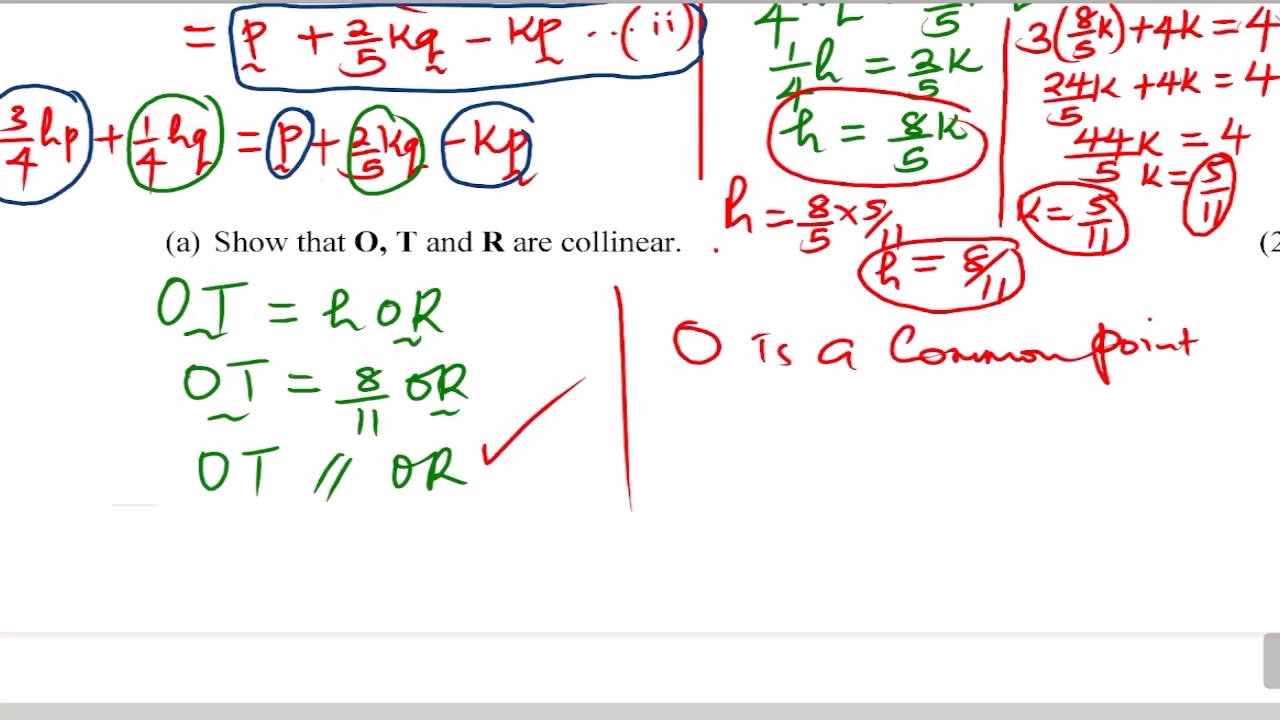 = p + 2/5 kq - kp ...(ii)
3/4 hp + 1/4 hq = p + 2/5 kq - kp
1/4 h = 2/5 k
h = 8/5 k
3(8/5 k) + 4k = 4
24/5 k + 4k = 4
44/5 k = 4
k = 5/11
k = 5/11
h = 8/5 × 5/11
h = 8/11
(a) Show that O, T and R are collinear.
(2
OT = h OR
OT = 8/11 OR
OT // OR ✓
O is a common point